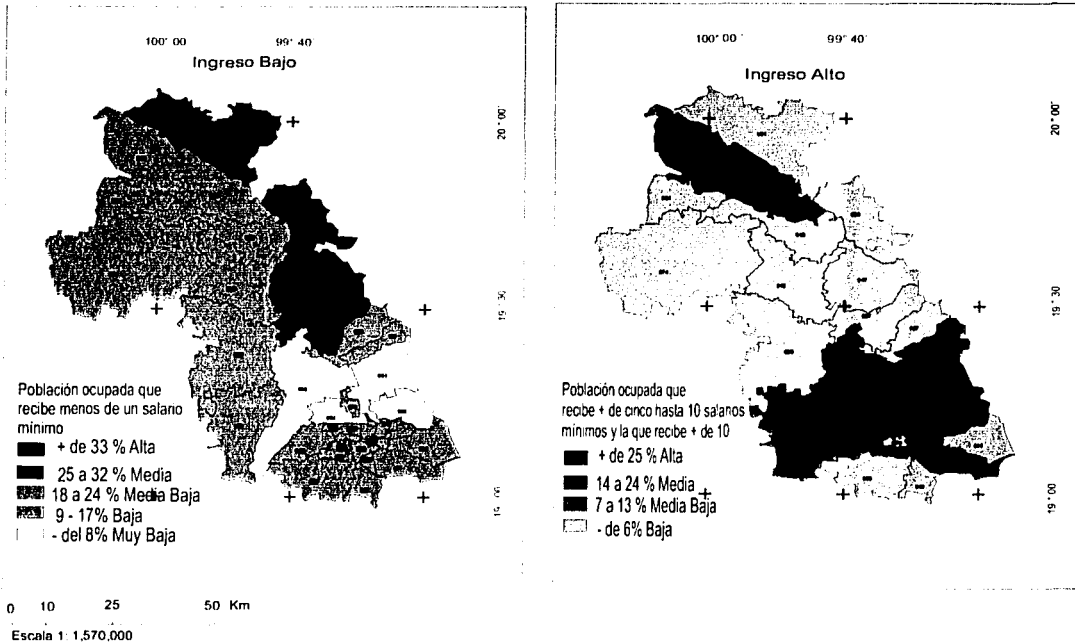 100° 00
99° 40'
Ingreso Bajo
20° 00'
19° 30
19° 00
Población ocupada que
recibe menos de un salario
mínimo
+ de 33 % Alta
25 a 32 % Media
18 a 24 % Media Baja
9 - 17% Baja
- del 8% Muy Baja
0 10 25 50 Km
Escala 1: 1,570,000
100° 00'
99° 40'
Ingreso Alto
20° 00'
19° 30
19° 00
Población ocupada que
recibe + de cinco hasta 10 salarios
mínimos y la que recibe + de 10
+ de 25 % Alta
14 a 24 % Media
7 a 13 % Media Baja
- de 6% Baja